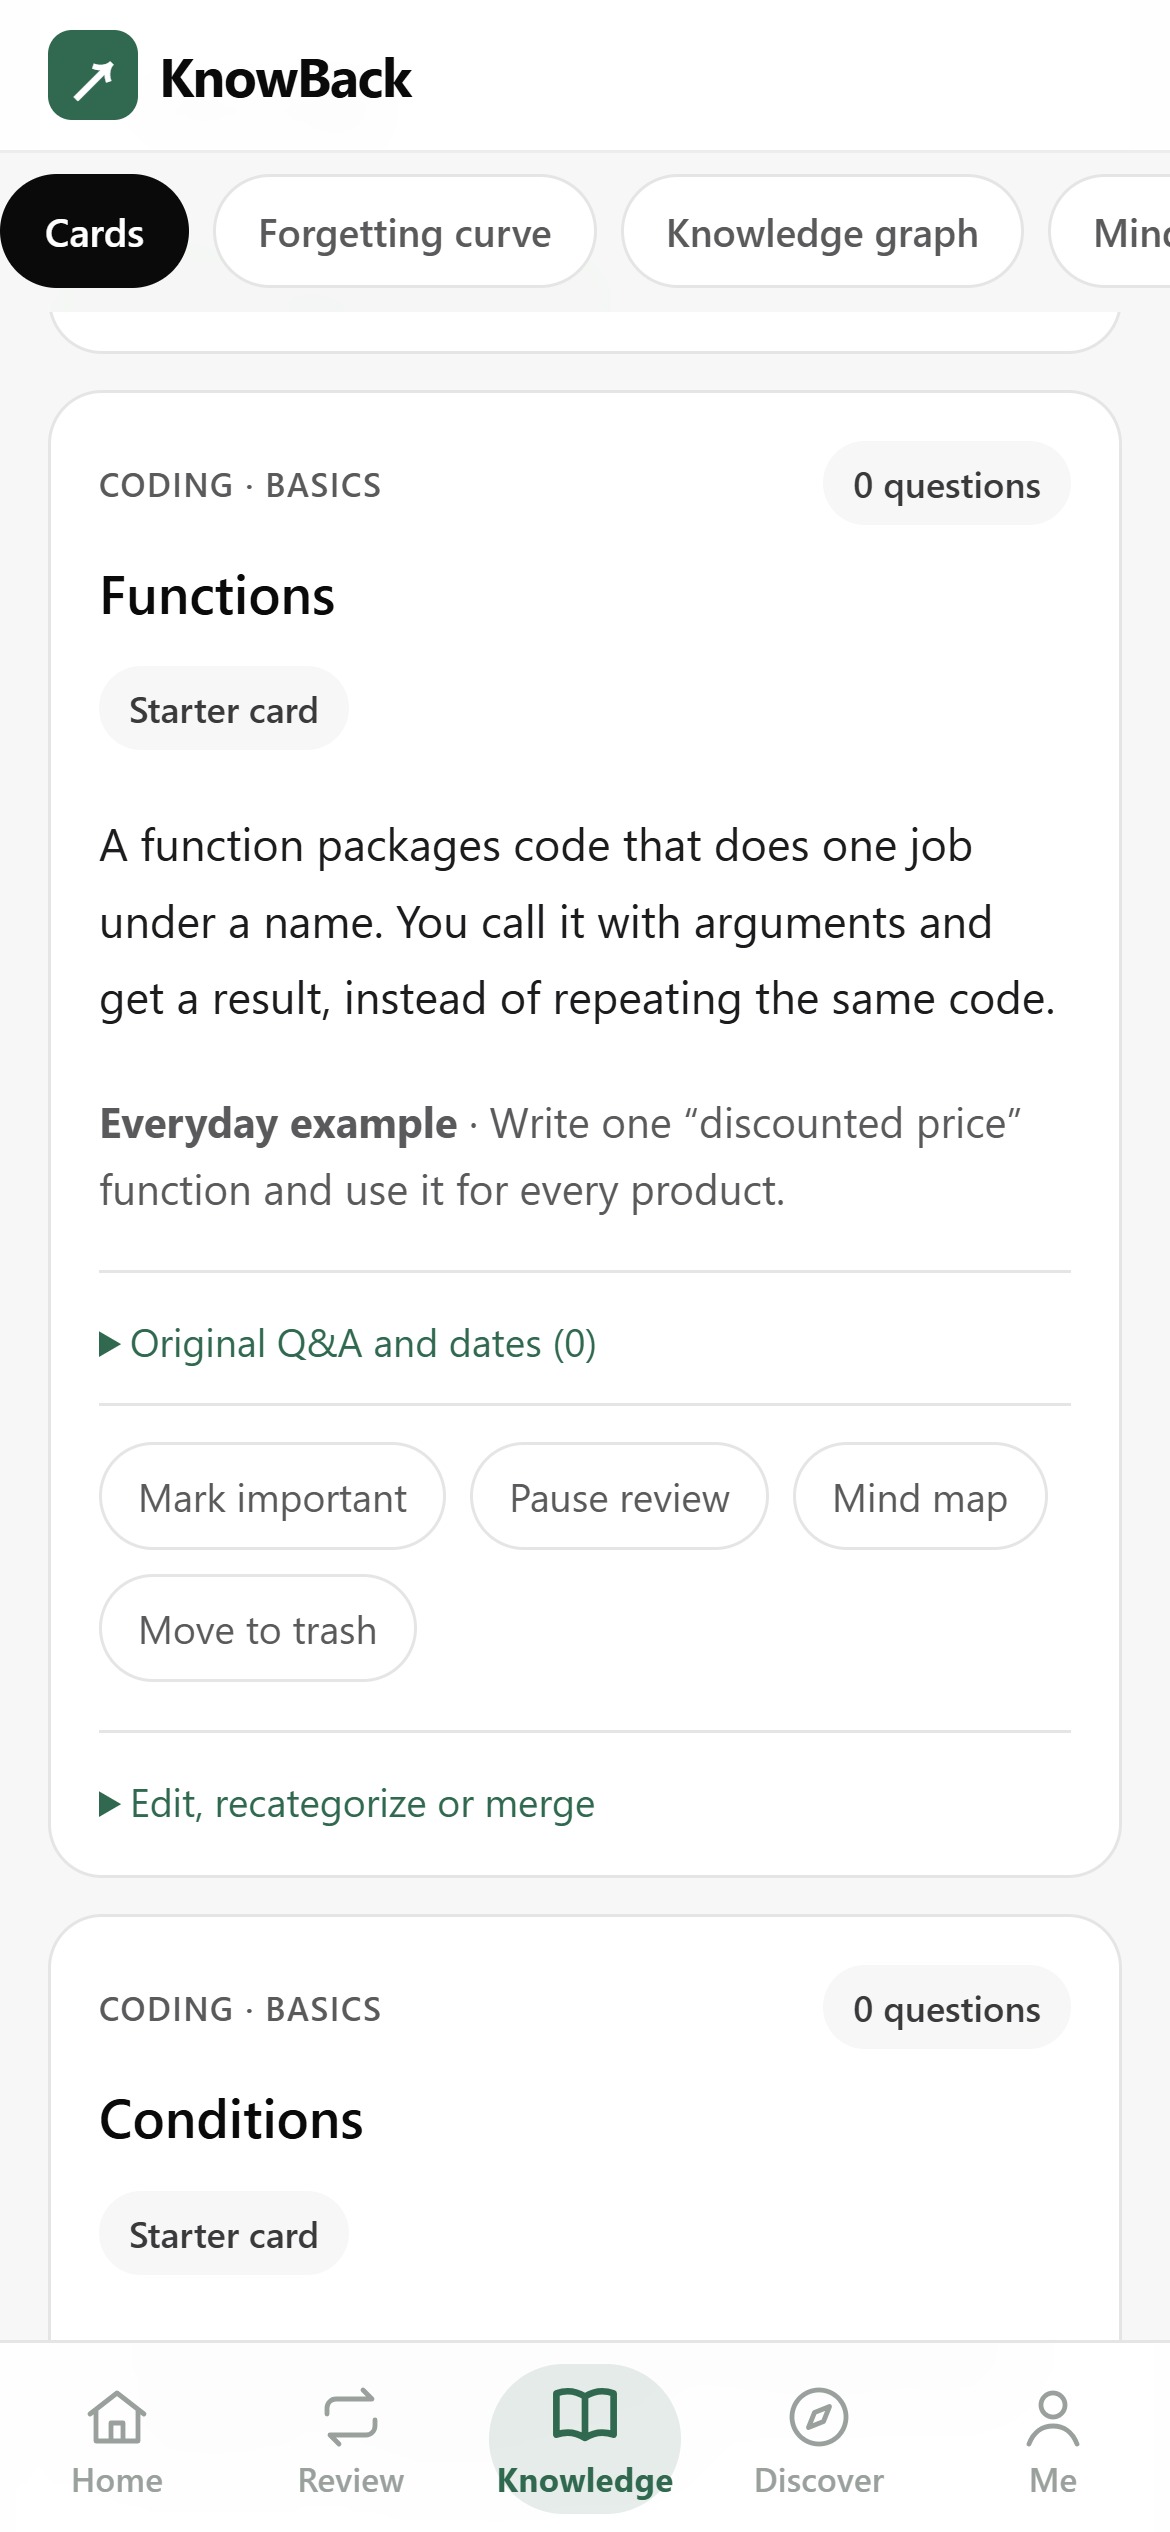 KnowBack
Cards
Forgetting curve
Knowledge graph
CODING · BASICS
0 questions
Functions
Starter card
A function packages code that does one job
under a name. You call it with arguments and
get a result, instead of repeating the same code.
Everyday example · Write one “discounted price”
function and use it for every product.
Original Q&A and dates (0)
Mark important
Pause review
Mind map
Move to trash
Edit, recategorize or merge
CODING · BASICS
0 questions
Conditions
Starter card
Home
Review
Knowledge
Discover
Me